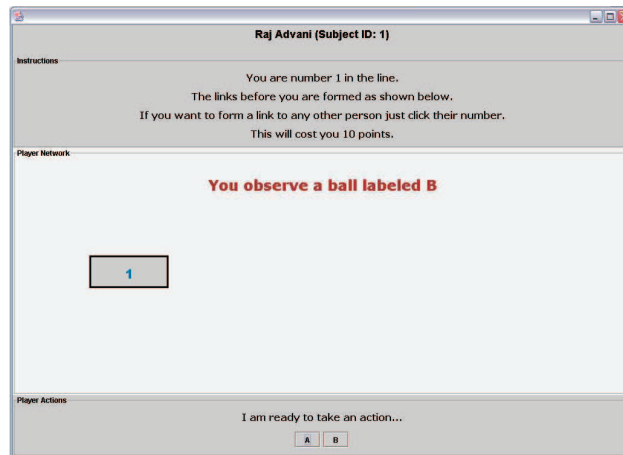 Raj Advani (Subject ID: 1)
Instructions
You are number 1 in the line.
The links before you are formed as shown below.
If you want to form a link to any other person just click their number.
This will cost you 10 points.
Player Network
You observe a ball labeled B
1
Player Actions
I am ready to take an action...
A B